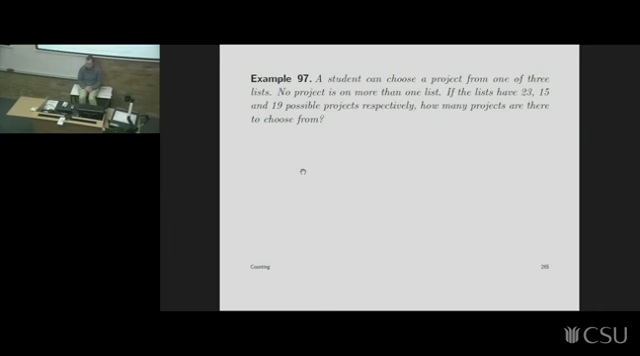 Example 97. A student can choose a project from one of three
lists. No project is on more than one list. If the lists have 23, 15
and 19 possible projects respectively, how many projects are there
to choose from?
Counting
CSU